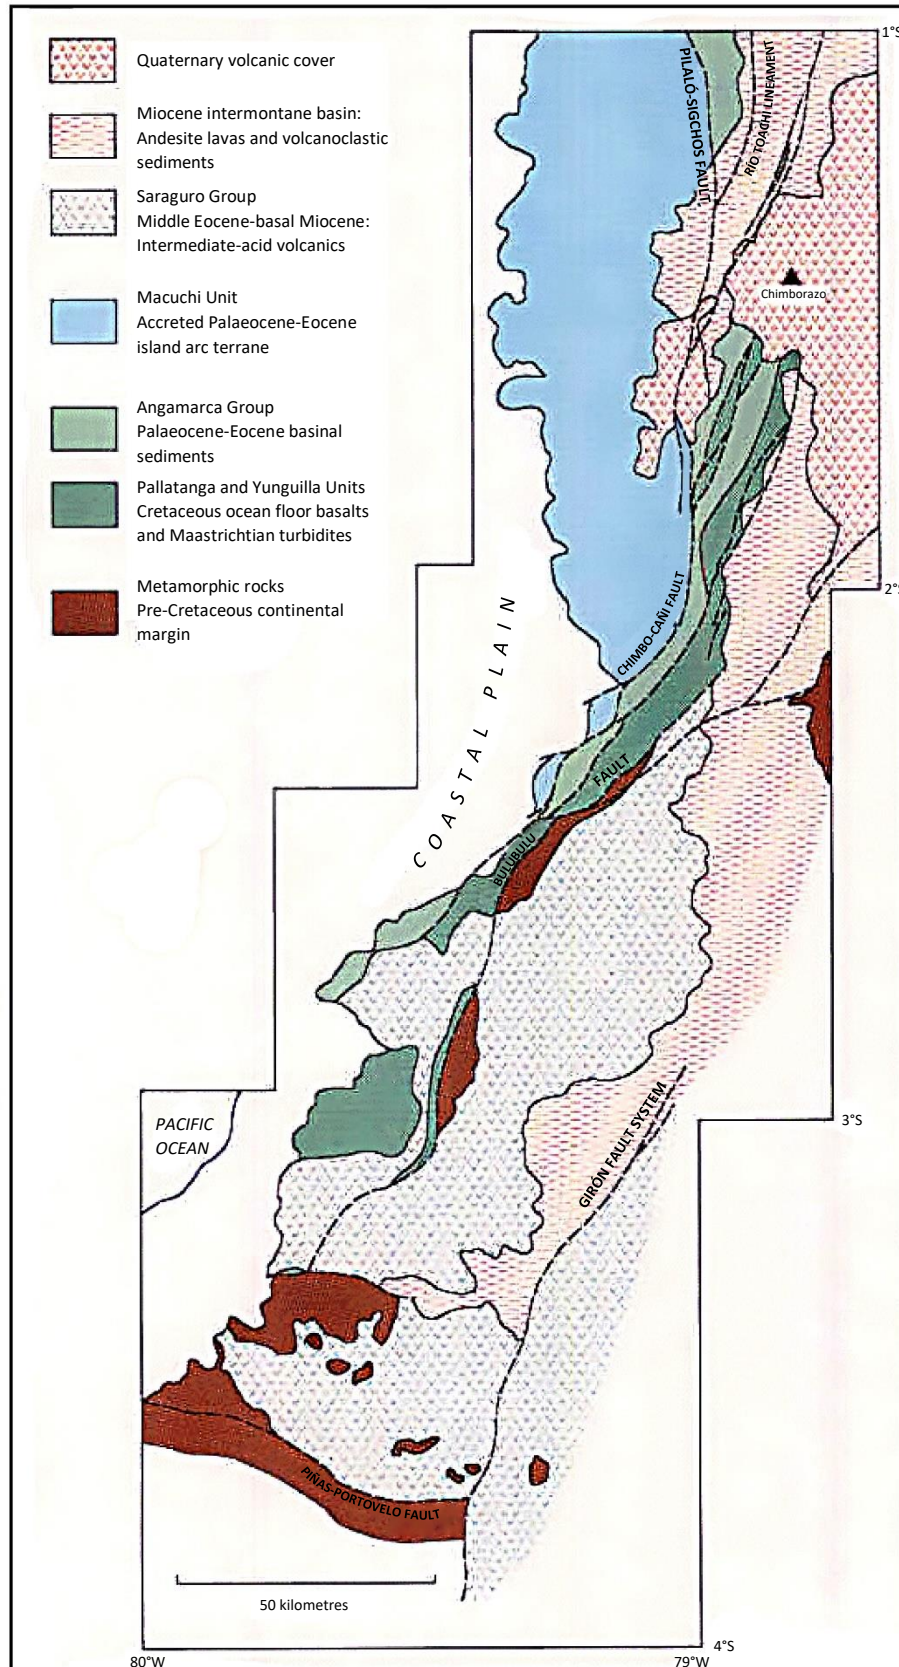 Quaternary volcanic cover
Miocene intermontane basin:
Andesite lavas and volcanoclastic
sediments
Saraguro Group
Middle Eocene-basal Miocene:
Intermediate-acid volcanics
Macuchi Unit
Accreted Palaeocene-Eocene
island arc terrane
Angamarca Group
Palaeocene-Eocene basinal
sediments
Pallatanga and Yunguilla Units
Cretaceous ocean floor basalts
and Maastrichtian turbidites
Metamorphic rocks
Pre-Cretaceous continental
margin
1°S
PILALÓ-SIGCHOS FAULT
RÍO TOACHI LINEAMENT
Chimborazo
2°S
CHIMBO-CAÑI FAULT
COASTAL PLAIN
BULUBULU FAULT
PACIFIC
OCEAN
3°S
GIRÓN FAULT SYSTEM
PIÑAS-PORTOVELO FAULT
50 kilometres
4°S
80°W
79°W